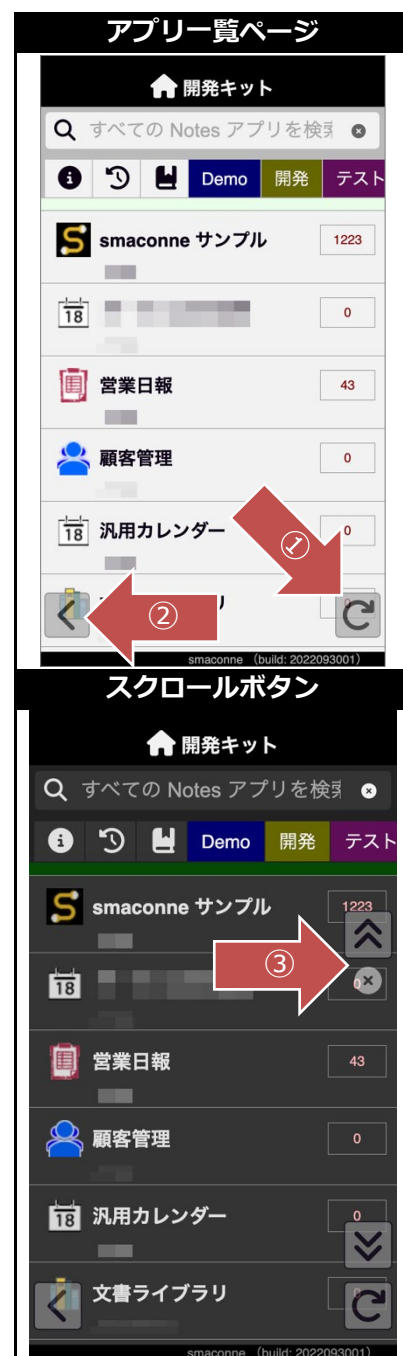 アプリ一覧ページ
開発キット
すべての Notes アプリを検索
Demo 開発 テスト
smaconne サンプル 1223
18 0
営業日報 43
顧客管理 0
18 汎用カレンダー 0
①
②
smaconne （build: 2022093001）
スクロールボタン
開発キット
すべての Notes アプリを検索
Demo 開発 テスト
smaconne サンプル 1223
③
18 0
営業日報 43
顧客管理 0
18 汎用カレンダー 0
文書ライブラリ
smaconne （build: 2022093001）